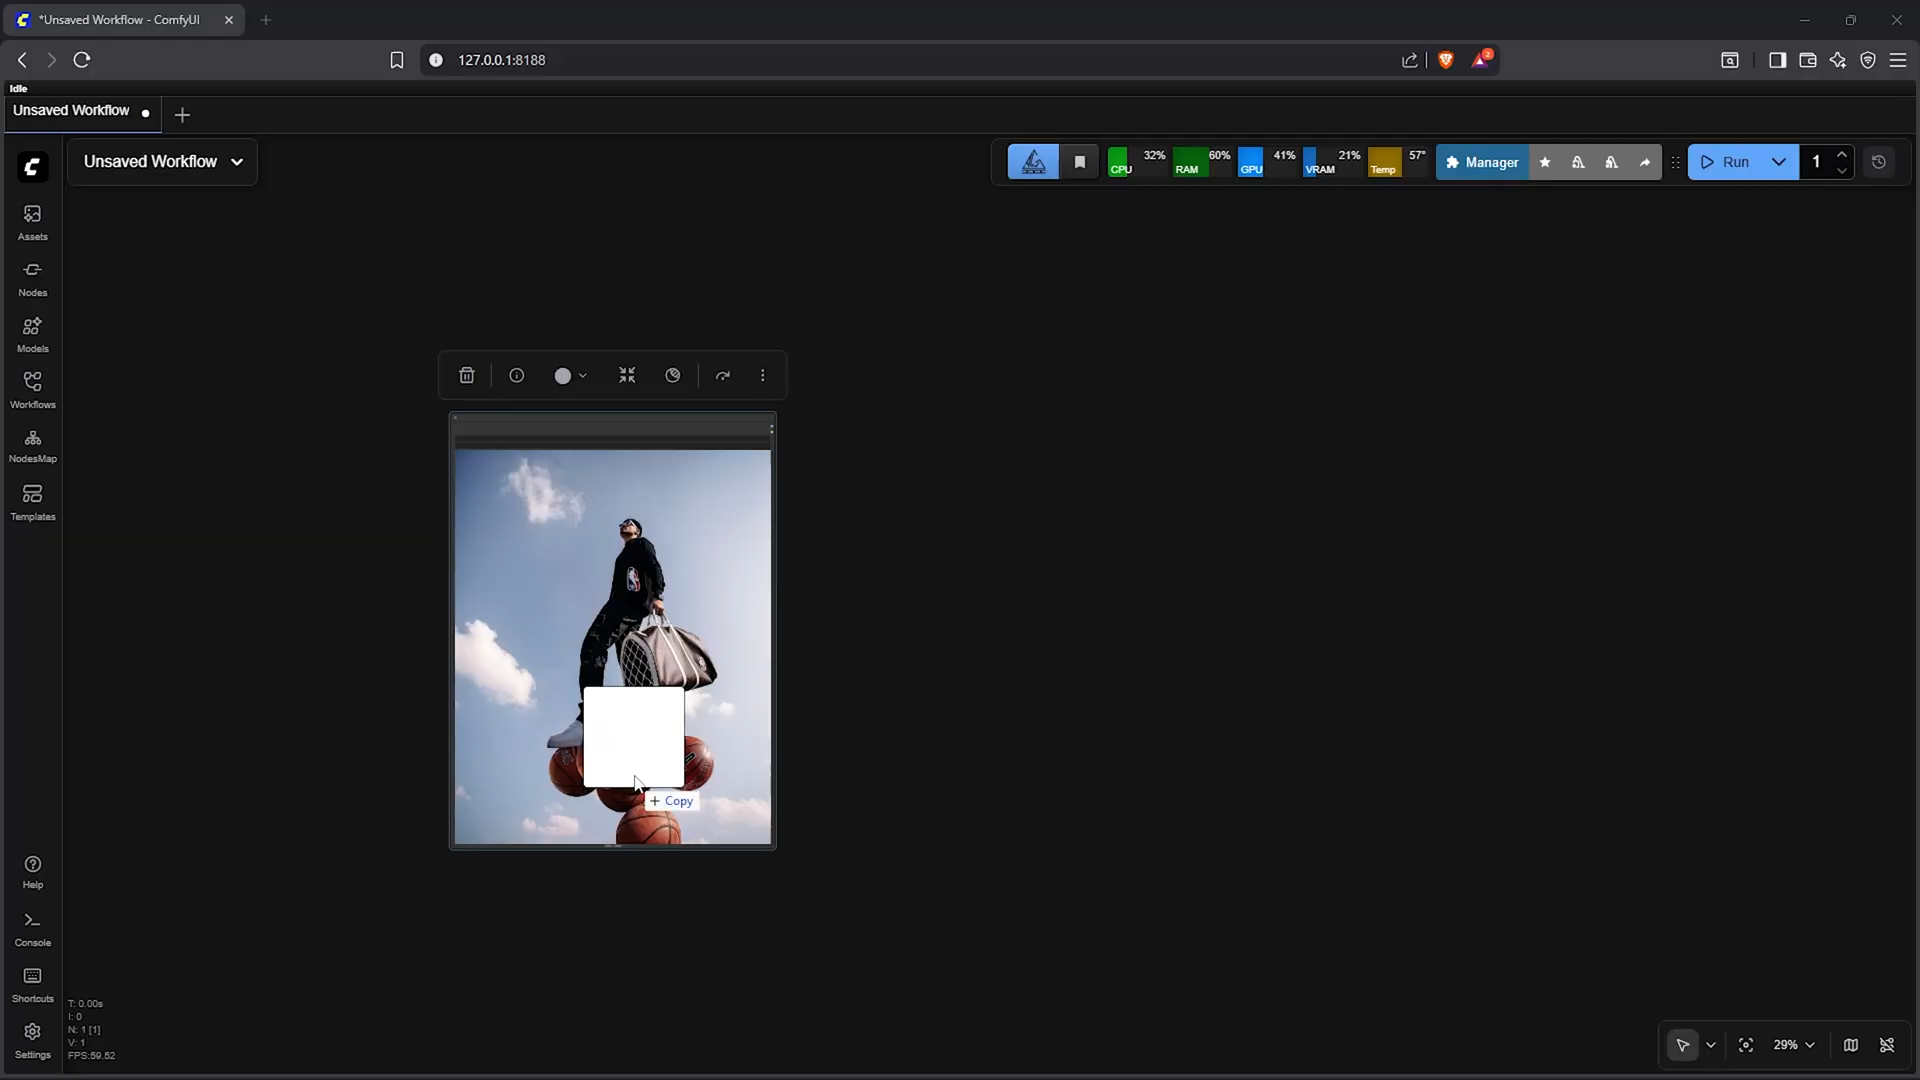 *Unsaved Workflow - ComfyUI
127.0.0.1:8188
2
Idle
Unsaved Workflow
Unsaved Workflow
CPU 32%
RAM 60%
GPU 41%
VRAM 21%
Temp 57°
Manager
Run
1
Assets
Nodes
Models
Workflows
NodesMap
Templates
+ Copy
Help
Console
Shortcuts
Settings
T: 0.00s
I: 0
N: 1 [1]
V: 1
FPS:59.52
29%